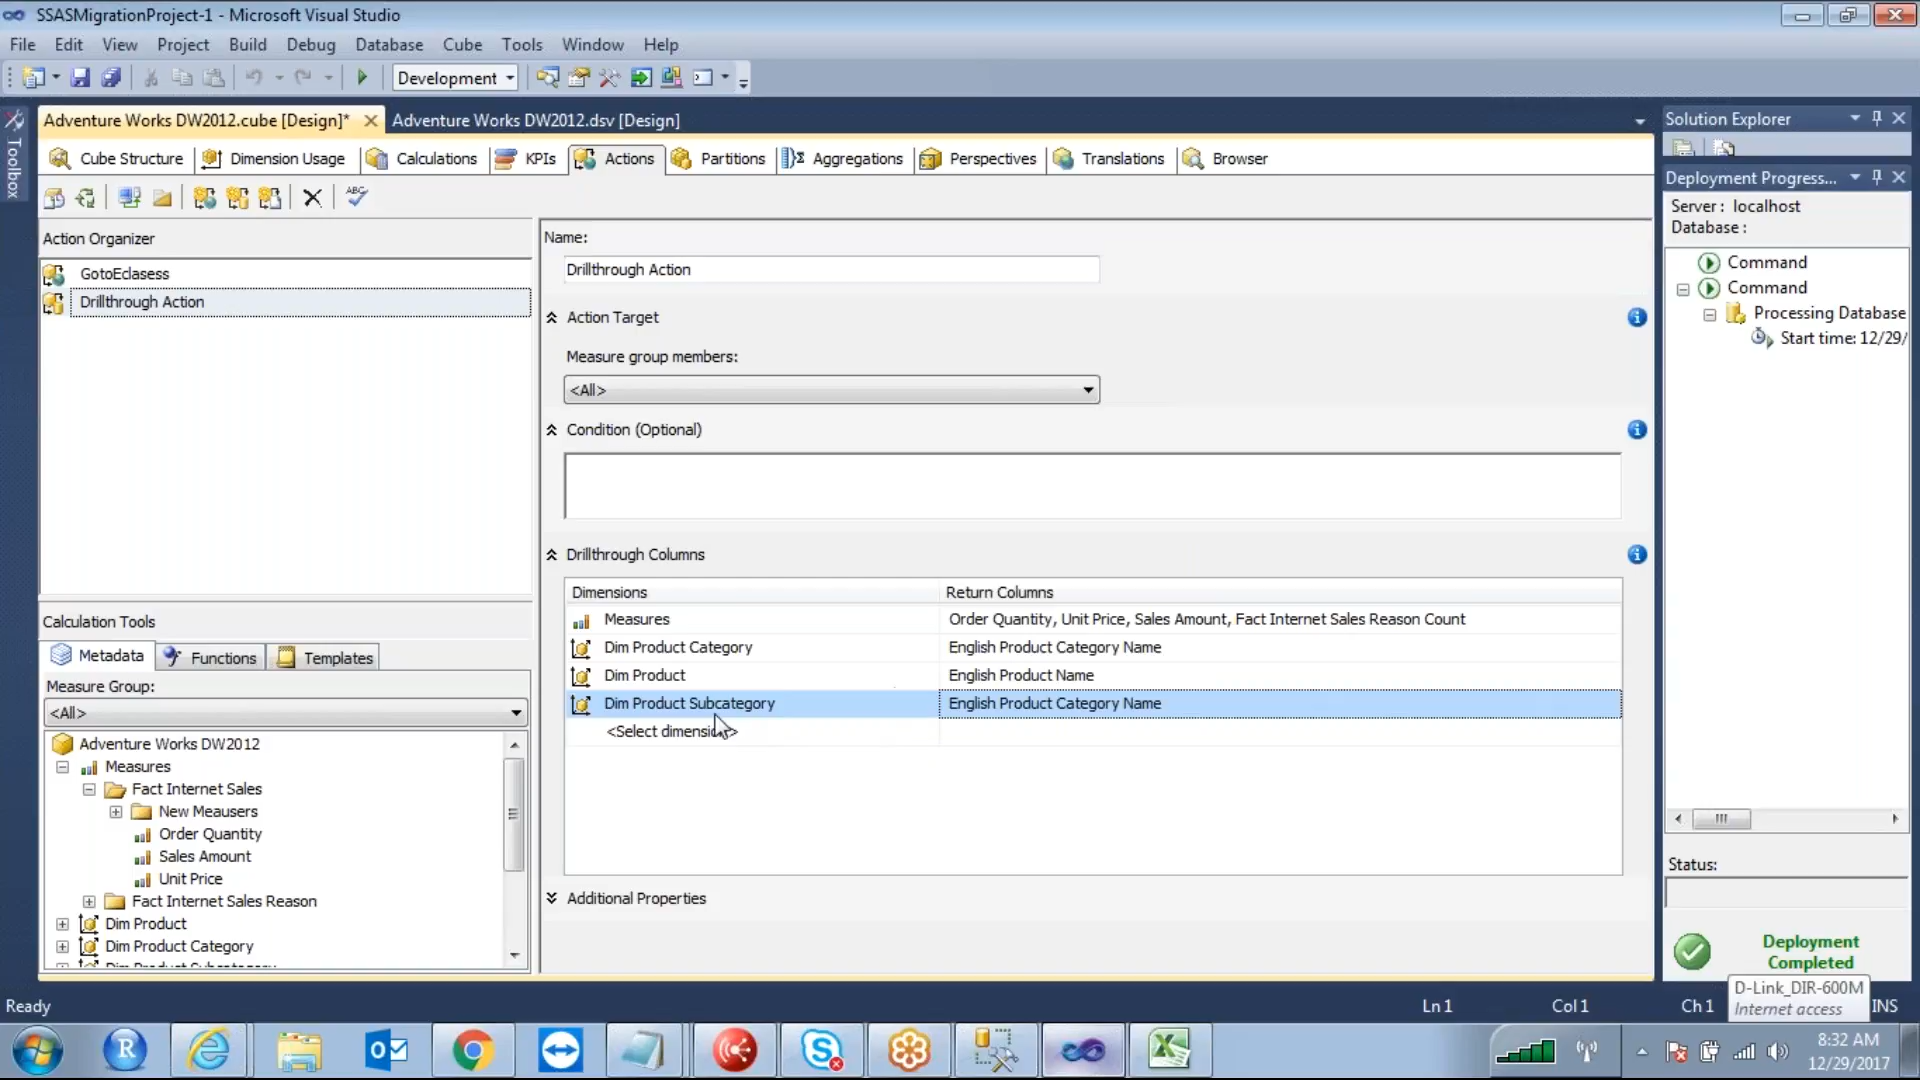 SSASMigrationProject-1 - Microsoft Visual Studio
File Edit View Project Build Debug Database Cube Tools Window Help
Development
Toolbox
Adventure Works DW2012.cube [Design]* Adventure Works DW2012.dsv [Design]
Cube Structure Dimension Usage Calculations KPIs Actions Partitions Aggregations Perspectives Translations Browser
ABC
Action Organizer
GotoEclasess
Drillthrough Action
Calculation Tools
Metadata Functions Templates
Measure Group:
<All>
Adventure Works DW2012
Measures
Fact Internet Sales
New Meausers
Order Quantity
Sales Amount
Unit Price
Fact Internet Sales Reason
Dim Product
Dim Product Category
Dim Product Subcategory
Name:
Drillthrough Action
Action Target
Measure group members:
<All>
Condition (Optional)
Drillthrough Columns
Dimensions Return Columns
Measures Order Quantity, Unit Price, Sales Amount, Fact Internet Sales Reason Count
Dim Product Category English Product Category Name
Dim Product English Product Name
Dim Product Subcategory English Product Category Name
<Select dimension>
Additional Properties
Solution Explorer
Deployment Progress...
Server : localhost
Database :
Command
Command
Processing Database
Start time: 12/29/
Status:
Deployment
Completed
D-Link_DIR-600M
Internet access
Ready Ln 1 Col 1 Ch 1 INS
8:32 AM
12/29/2017